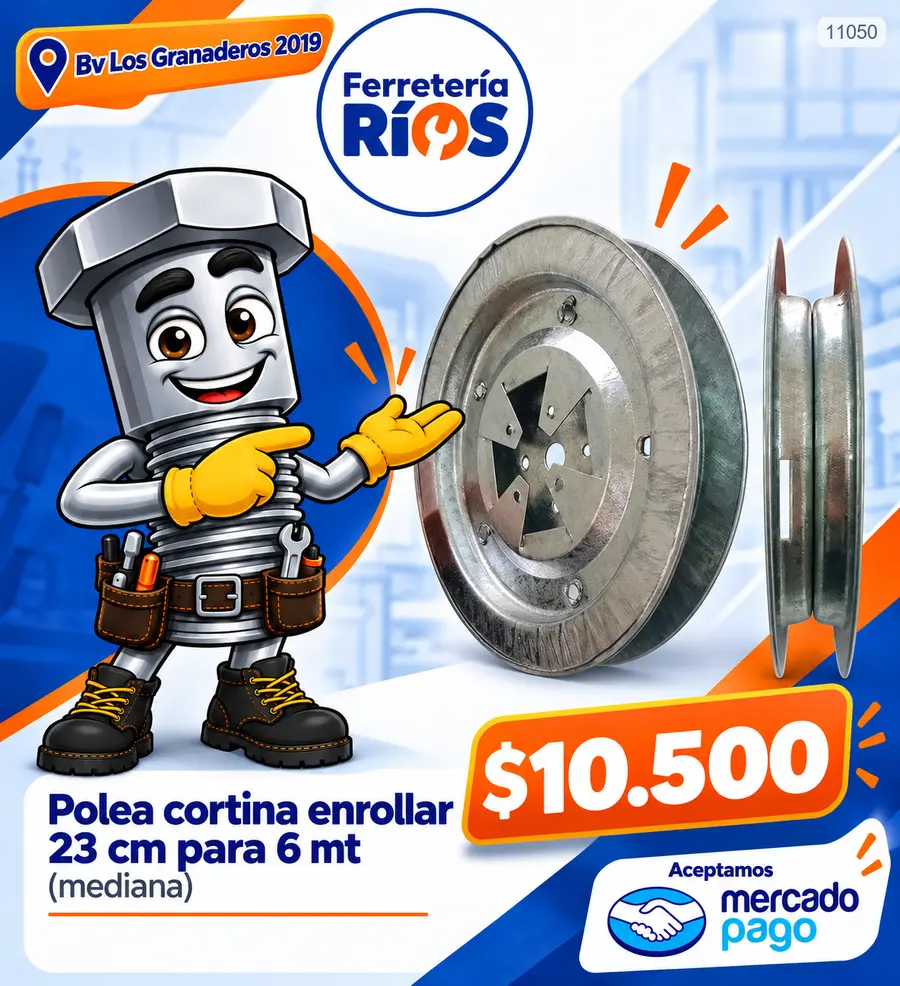 Bv Los Granaderos 2019
Ferretería
Ríos
11050
Polea cortina enrollar
23 cm para 6 mt
(mediana)
$10.500
Aceptamos
mercado
pago